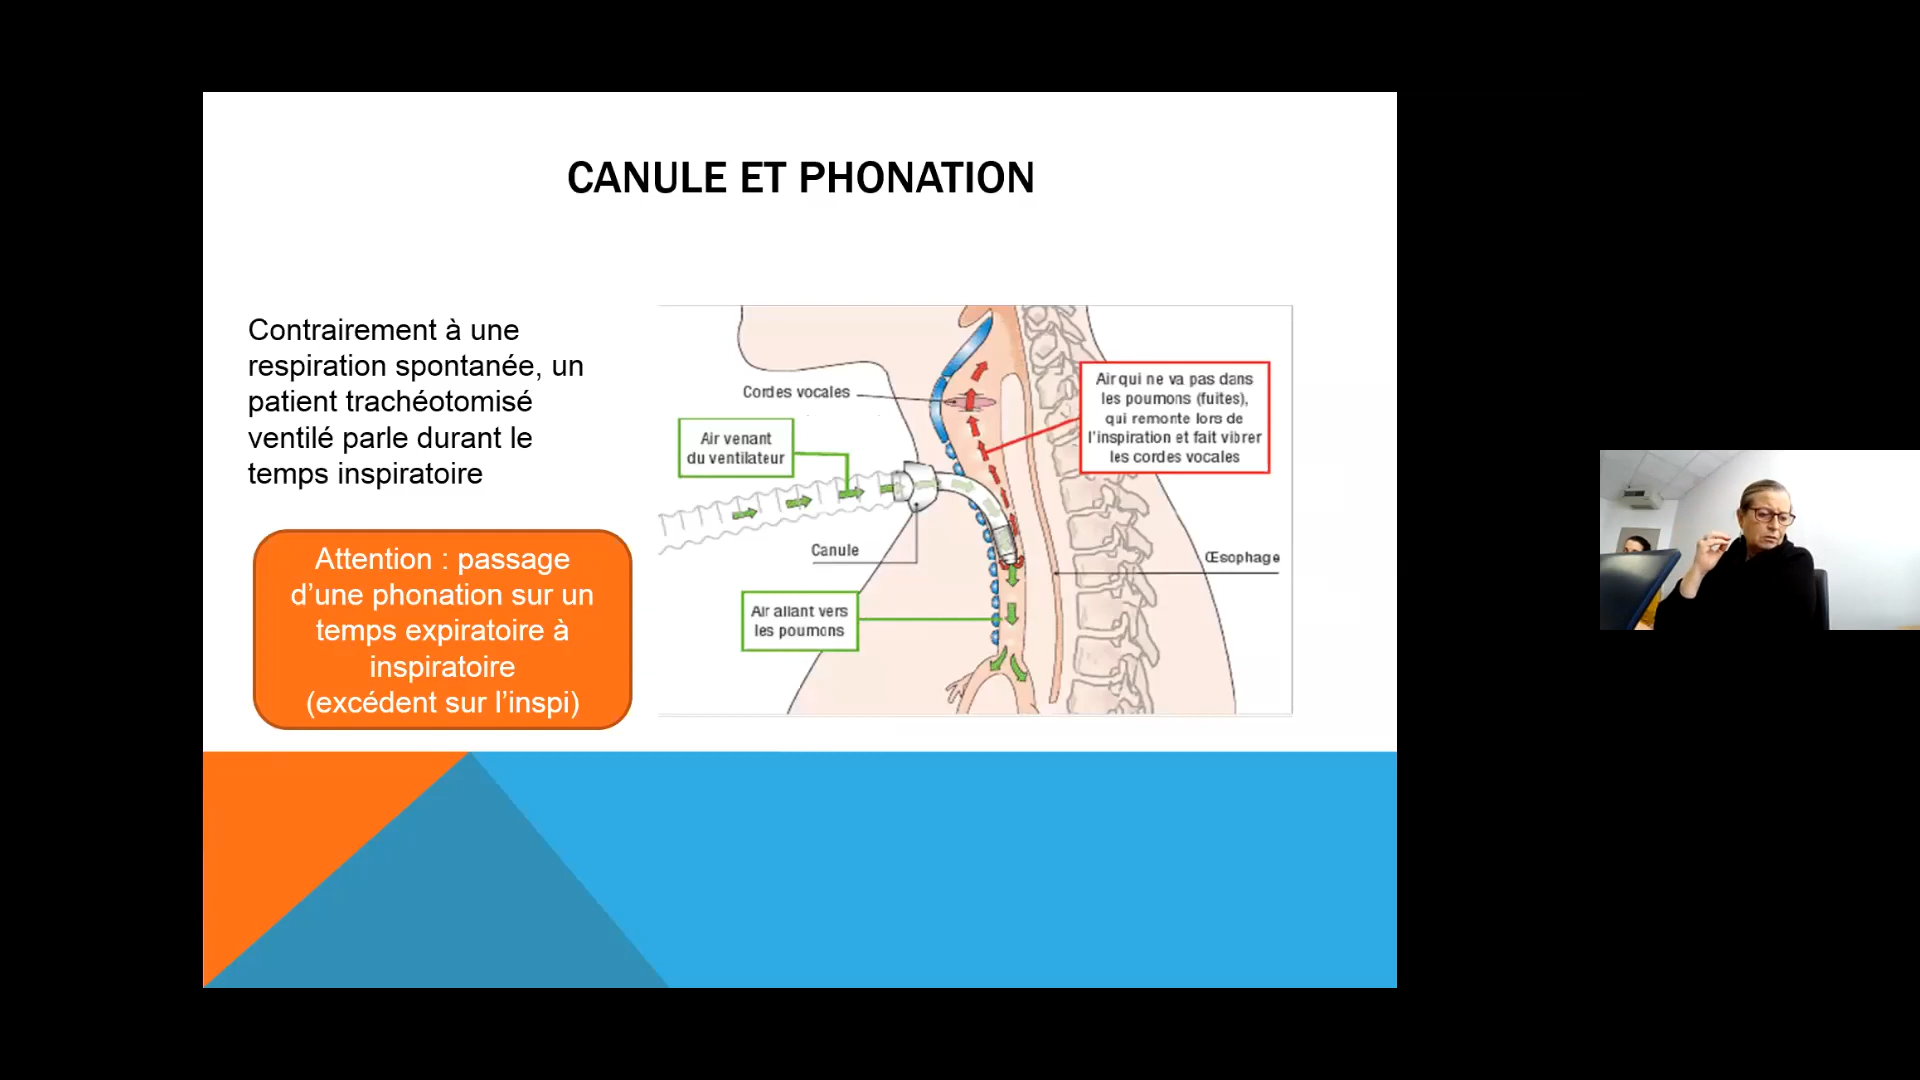 CANULE ET PHONATION
Contrairement à une
respiration spontanée, un
patient trachéotomisé
ventilé parle durant le
temps inspiratoire
Attention : passage
d’une phonation sur un
temps expiratoire à
inspiratoire
(excédent sur l’inspi)
Cordes vocales
Air venant
du ventilateur
Canule
Air allant vers
les poumons
Air qui ne va pas dans
les poumons (fuites),
qui remonte lors de
l’inspiration et fait vibrer
les cordes vocales
Œsophage